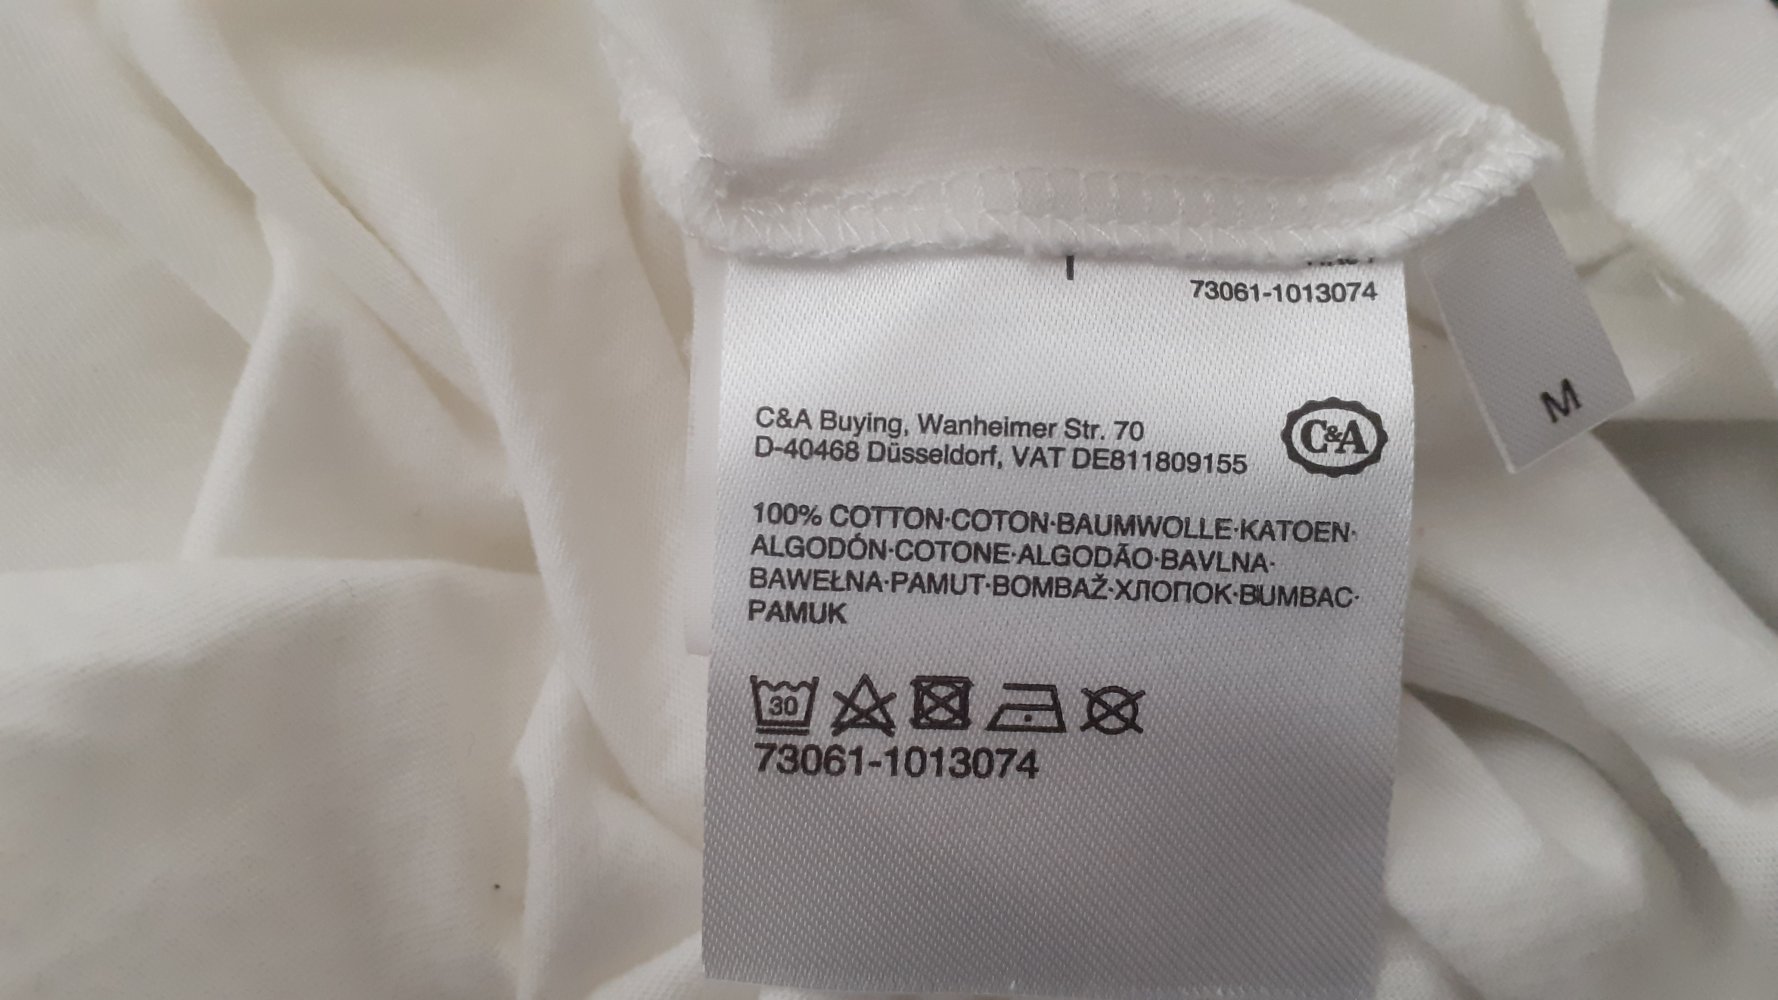 73061-1013074
M
C&A Buying, Wanheimer Str. 70
D-40468 Düsseldorf, VAT DE811809155
C&A
100% COTTON·COTON·BAUMWOLLE·KATOEN·
ALGODÓN·COTONE·ALGODÃO·BAVLNA·
BAWEŁNA·PAMUT·BOMBAŽ·ХЛОПОК·BUMBAC·
PAMUK
30
73061-1013074